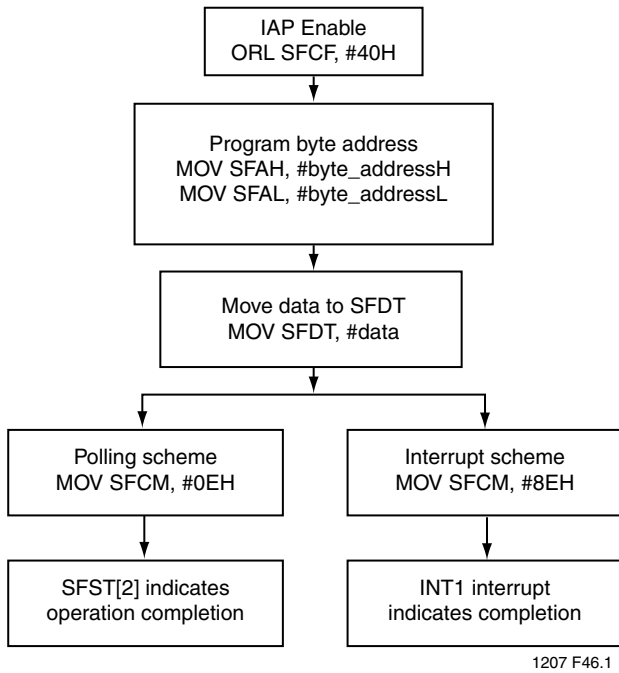 IAP Enable
ORL SFCF, #40H
Program byte address
MOV SFAH, #byte_addressH
MOV SFAL, #byte_addressL
Move data to SFDT
MOV SFDT, #data
Polling scheme
MOV SFCM, #0EH
Interrupt scheme
MOV SFCM, #8EH
SFST[2] indicates
operation completion
INT1 interrupt
indicates completion
1207 F46.1